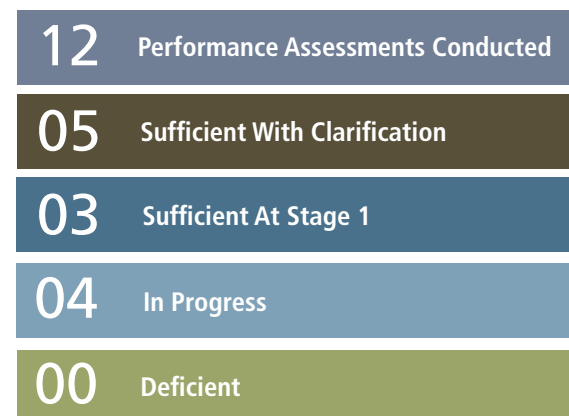 12 Performance Assessments Conducted
05 Sufficient With Clarification
03 Sufficient At Stage 1
04 In Progress
00 Deficient